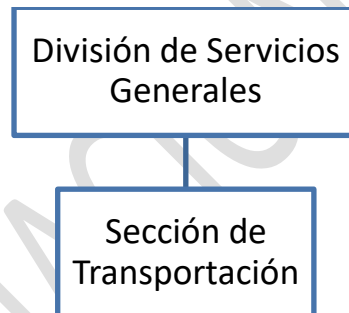 División de Servicios
Generales
Sección de
Transportación